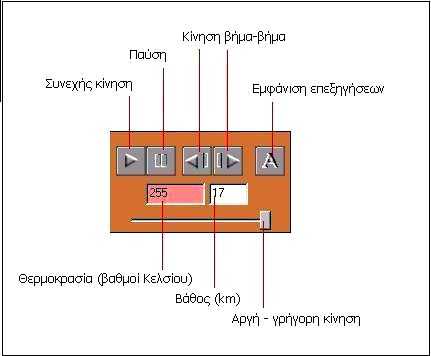 Κίνηση βήμα-βήμα
Παύση
Συνεχής κίνηση
Εμφάνιση επεξηγήσεων
A
255
17
Θερμοκρασία (βαθμοί Κελσίου)
Βάθος (km)
Αργή - γρήγορη κίνηση